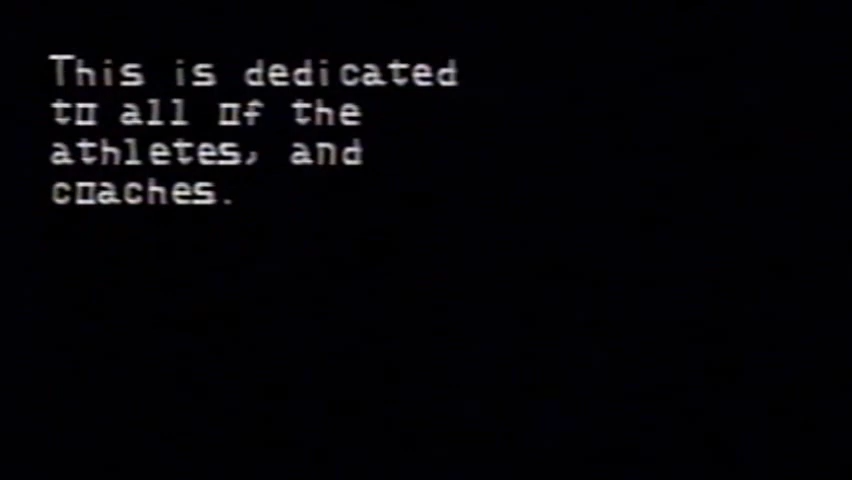 This is dedicated
to all of the
athletes, and
coaches.